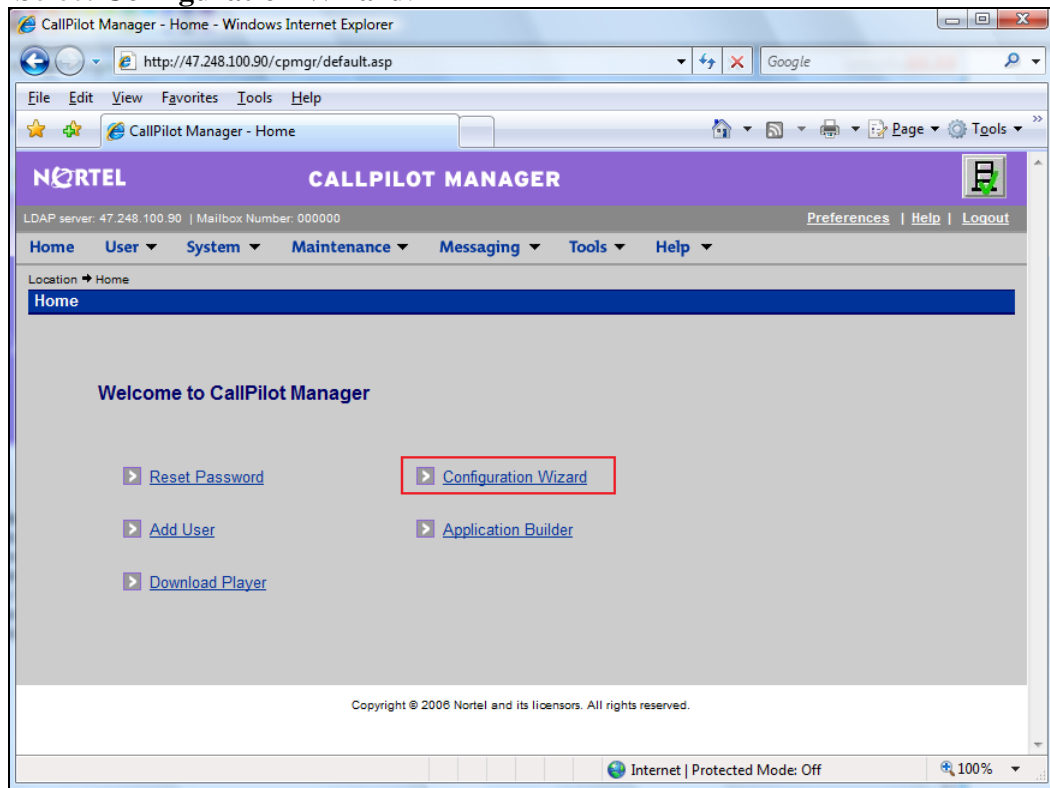 CallPilot Manager - Home - Windows Internet Explorer
http://47.248.100.90/cpmgr/default.asp
Google
File Edit View Favorites Tools Help
CallPilot Manager - Home
Page Tools
NORTEL CALLPILOT MANAGER
LDAP server: 47.248.100.90 | Mailbox Number: 000000 Preferences | Help | Logout
Home User System Maintenance Messaging Tools Help
Location Home
Home
Welcome to CallPilot Manager
Reset Password Configuration Wizard
Add User Application Builder
Download Player
Copyright © 2006 Nortel and its licensors. All rights reserved.
Internet | Protected Mode: Off 100%